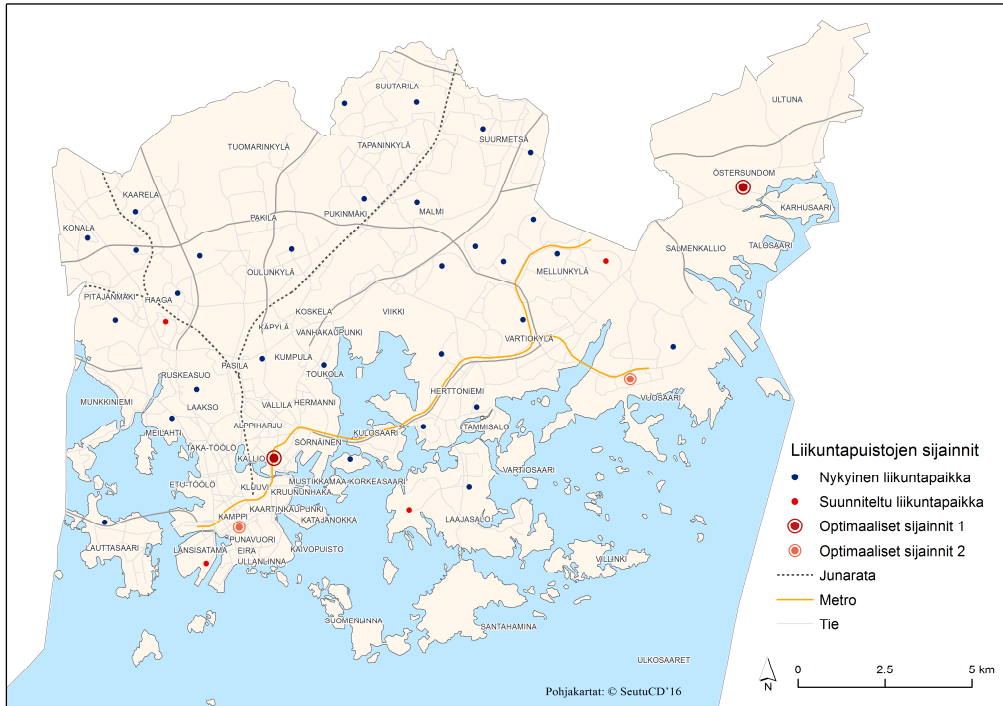 SUUTARILA
ULTUNA
TUOMARINKYLÄ
TAPANINKYLÄ
SUURMETSÄ
ÖSTERSUNDOM
KAARELA
KARHUSAARI
PUKINMÄKI
MALMI
PAKILA
KONALA
TALOSAARI
SALMENKALLIO
OULUNKYLÄ
MELLUNKYLÄ
PITÄJÄNMÄKI
HAAGA
KOSKELA
VIIKKI
KÄPYLÄ
VANHAKAUPUNKI
VARTIOKYLÄ
KUMPULA
PASILA
TOUKOLA
RUSKEASUO
LAAKSO
HERTTONIEMI
MUNKKINIEMI
VALLILA
HERMANNI
VUOSAARI
MEILAHTI
ALPPIHARJU
KULOSAARI
TAMMISALO
TAKA-TÖÖLÖ
SÖRNÄINEN
KALLIO
VARTIOSAARI
ETU-TÖÖLÖ
KLUUVI
MUSTIKKAMAA-KORKEASAARI
KRUUNUNHAKA
KAMPPI
KAARTINKAUPUNKI
KATAJANOKKA
LAAJASALO
PUNAVUORI
LAUTTASAARI
LÄNSISATAMA
EIRA
KAIVOPUISTO
ULLANLINNA
VILLINKI
SUOMENLINNA
SANTAHAMINA
ULKOSAARET
Liikuntapuistojen sijainnit
Nykyinen liikuntapaikka
Suunniteltu liikuntapaikka
Optimaaliset sijainnit 1
Optimaaliset sijainnit 2
Junarata
Metro
Tie
N
0 2.5 5 km
Pohjakartat: © SeutuCD'16